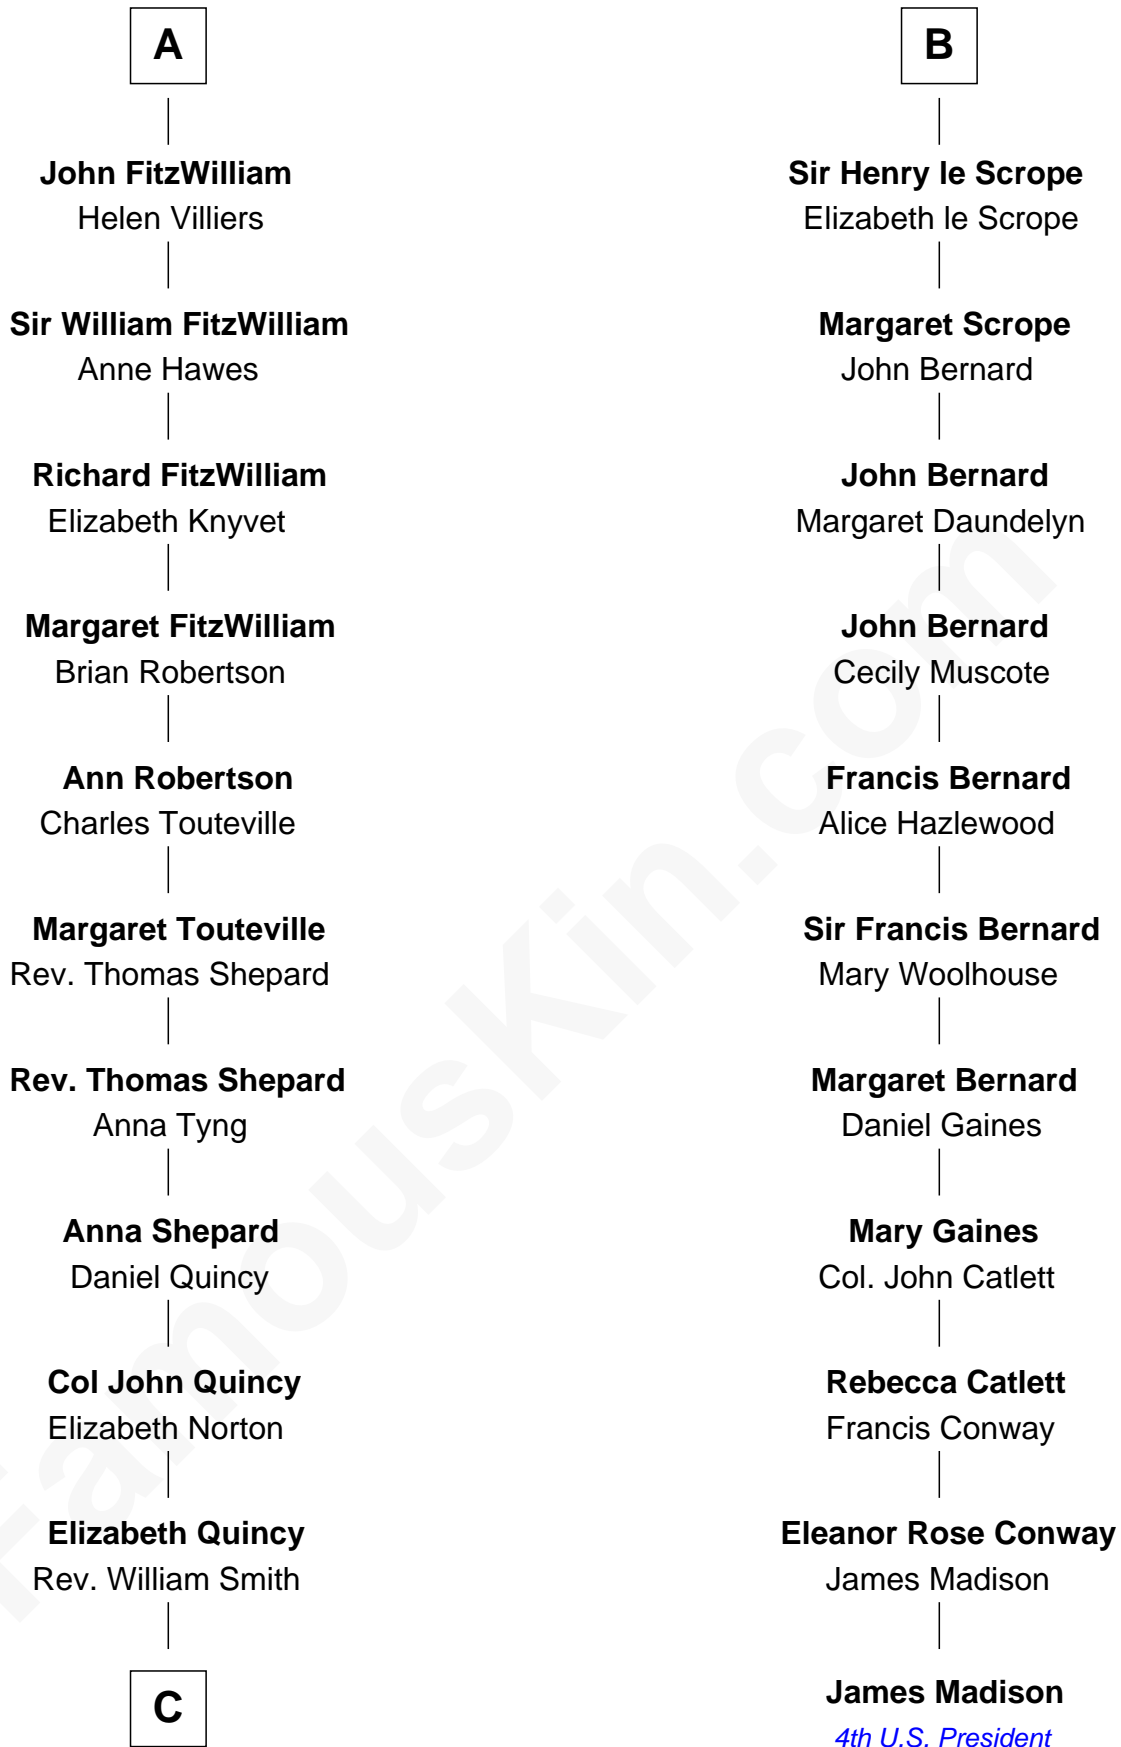 A
John FitzWilliam
Helen Villiers
Sir William FitzWilliam
Anne Hawes
Richard FitzWilliam
Elizabeth Knyvet
Margaret FitzWilliam
Brian Robertson
Ann Robertson
Charles Touteville
Margaret Touteville
Rev. Thomas Shepard
Rev. Thomas Shepard
Anna Tyng
Anna Shepard
Daniel Quincy
Col John Quincy
Elizabeth Norton
Elizabeth Quincy
Rev. William Smith
C
B
Sir Henry le Scrope
Elizabeth le Scrope
Margaret Scrope
John Bernard
John Bernard
Margaret Daundelyn
John Bernard
Cecily Muscote
Francis Bernard
Alice Hazlewood
Sir Francis Bernard
Mary Woolhouse
Margaret Bernard
Daniel Gaines
Mary Gaines
Col. John Catlett
Rebecca Catlett
Francis Conway
Eleanor Rose Conway
James Madison
James Madison
4th U.S. President
FamousKin.com